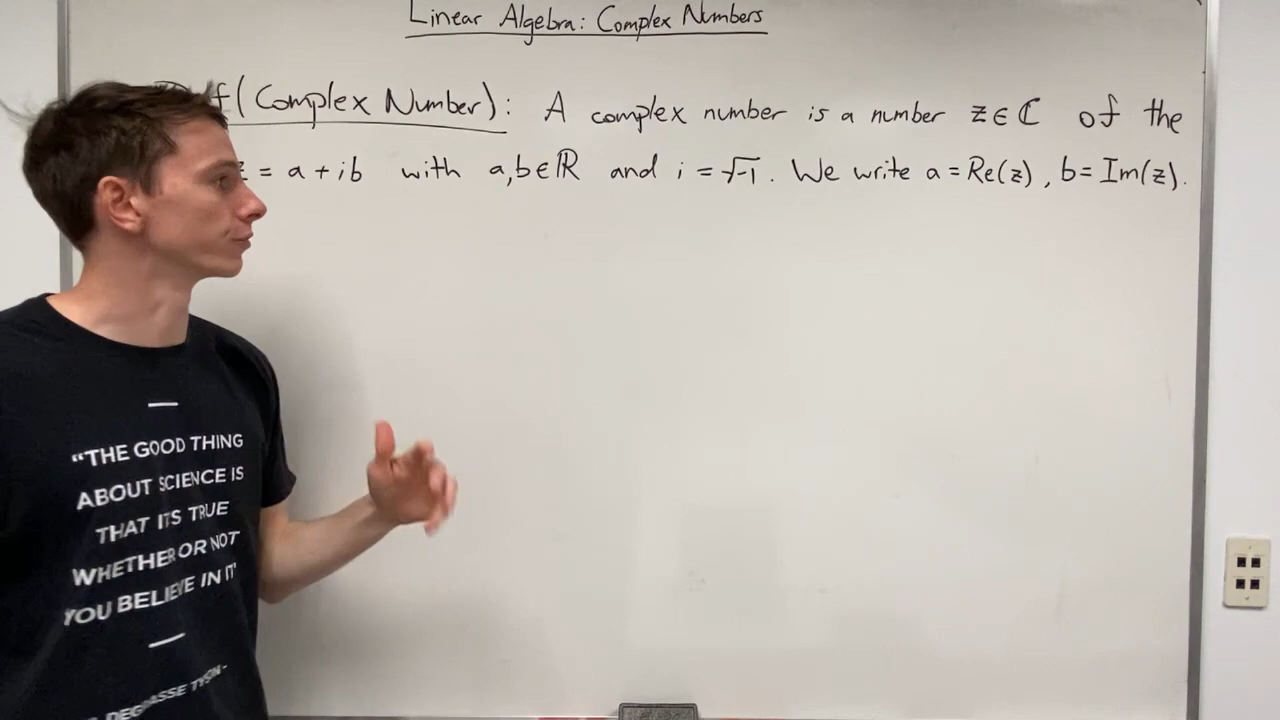 Linear Algebra: Complex Numbers
(Complex Number): A complex number is a number z∈ℂ of the
= a + ib with a,b∈ℝ and i = √-1. We write a = Re(z), b = Im(z).
“THE GOOD THING
ABOUT SCIENCE IS
THAT ITS TRUE
WHETHER OR NOT
YOU BELIEVE IN IT"